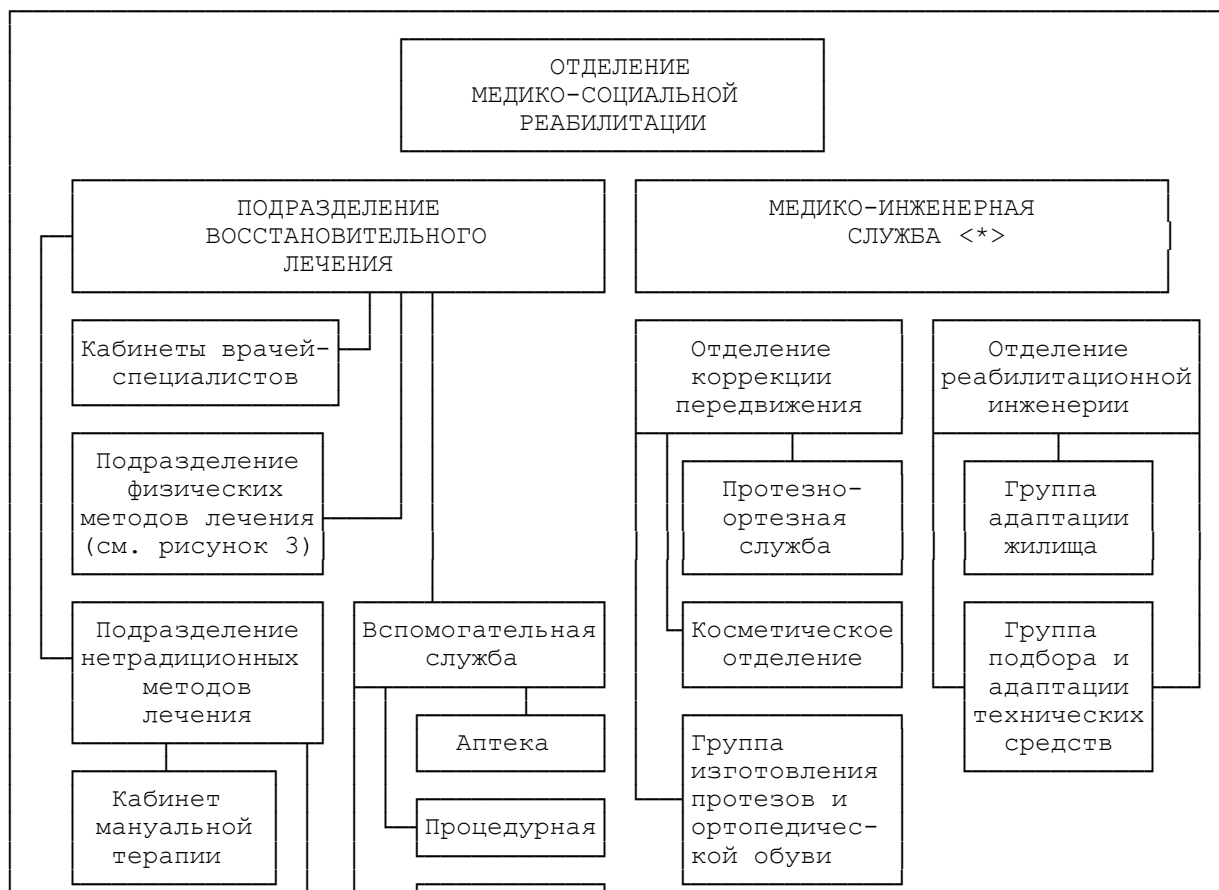 ОТДЕЛЕНИЕ
МЕДИКО-СОЦИАЛЬНОЙ
РЕАБИЛИТАЦИИ
ПОДРАЗДЕЛЕНИЕ
ВОССТАНОВИТЕЛЬНОГО
ЛЕЧЕНИЯ
МЕДИКО-ИНЖЕНЕРНАЯ
СЛУЖБА <*>
Кабинеты врачей-
специалистов
Отделение
коррекции
передвижения
Отделение
реабилитационной
инженерии
Подразделение
физических
методов лечения
(см. рисунок 3)
Протезно-
ортезная
служба
Группа
адаптации
жилища
Подразделение
нетрадиционных
методов
лечения
Вспомогательная
служба
Косметическое
отделение
Группа
подбора и
адаптации
технических
средств
Аптека
Группа
изготовления
протезов и
ортопедичес-
кой обуви
Кабинет
мануальной
терапии
Процедурная